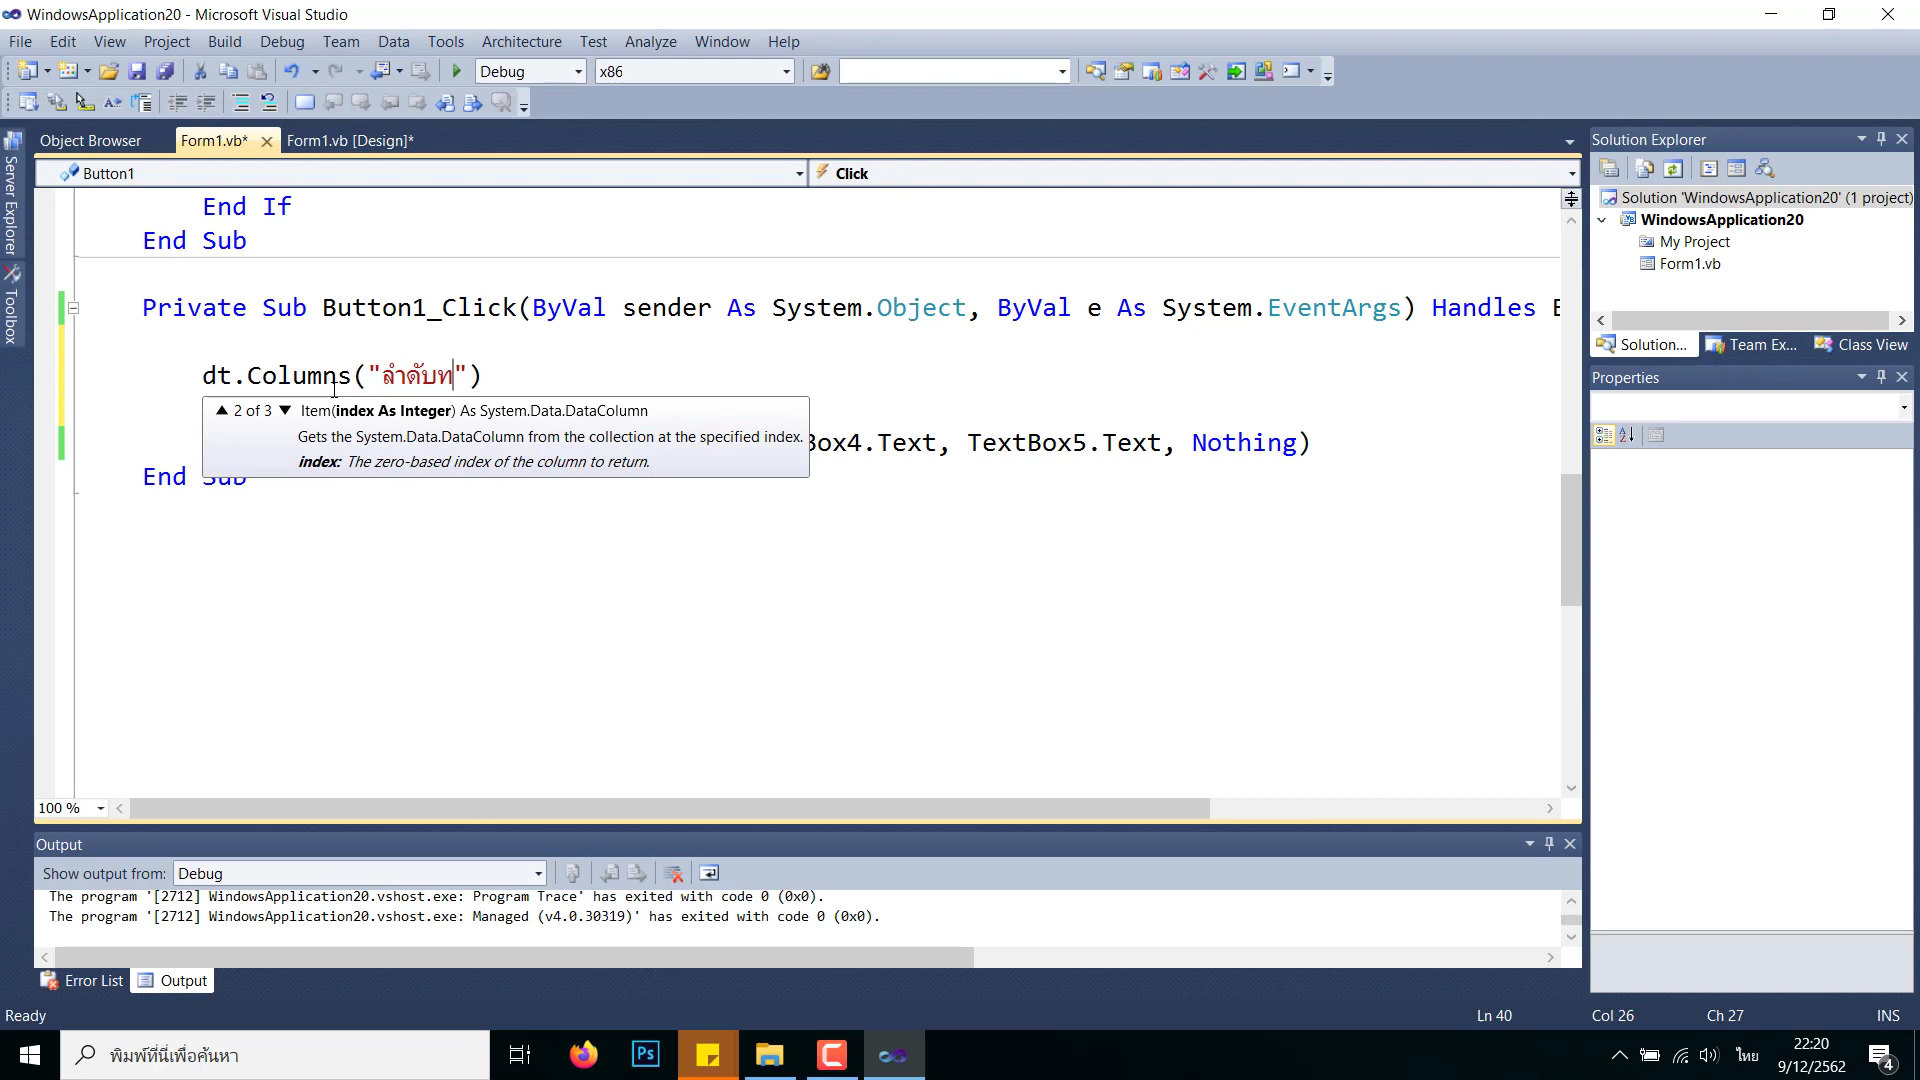 WindowsApplication20 - Microsoft Visual Studio
File Edit View Project Build Debug Team Data Tools Architecture Test Analyze Window Help
Debug x86
Object Browser Form1.vb* Form1.vb [Design]*
Button1 Click
End If
End Sub
Private Sub Button1_Click(ByVal sender As System.Object, ByVal e As System.EventArgs) Handles
dt.Columns("ลำดับท")
2 of 3 Item(index As Integer) As System.Data.DataColumn
Gets the System.Data.DataColumn from the collection at the specified index.
index: The zero-based index of the column to return.
Box4.Text, TextBox5.Text, Nothing)
End Sub
100 %
Server Explorer
Toolbox
Solution Explorer
Solution 'WindowsApplication20' (1 project)
WindowsApplication20
My Project
Form1.vb
Solution... Team Ex... Class View
Properties
Output
Show output from: Debug
The program '[2712] WindowsApplication20.vshost.exe: Program Trace' has exited with code 0 (0x0).
The program '[2712] WindowsApplication20.vshost.exe: Managed (v4.0.30319)' has exited with code 0 (0x0).
Error List Output
Ready Ln 40 Col 26 Ch 27 INS
พิมพ์ที่นี่เพื่อค้นหา
Ps
ไทย
22:20
9/12/2562
4